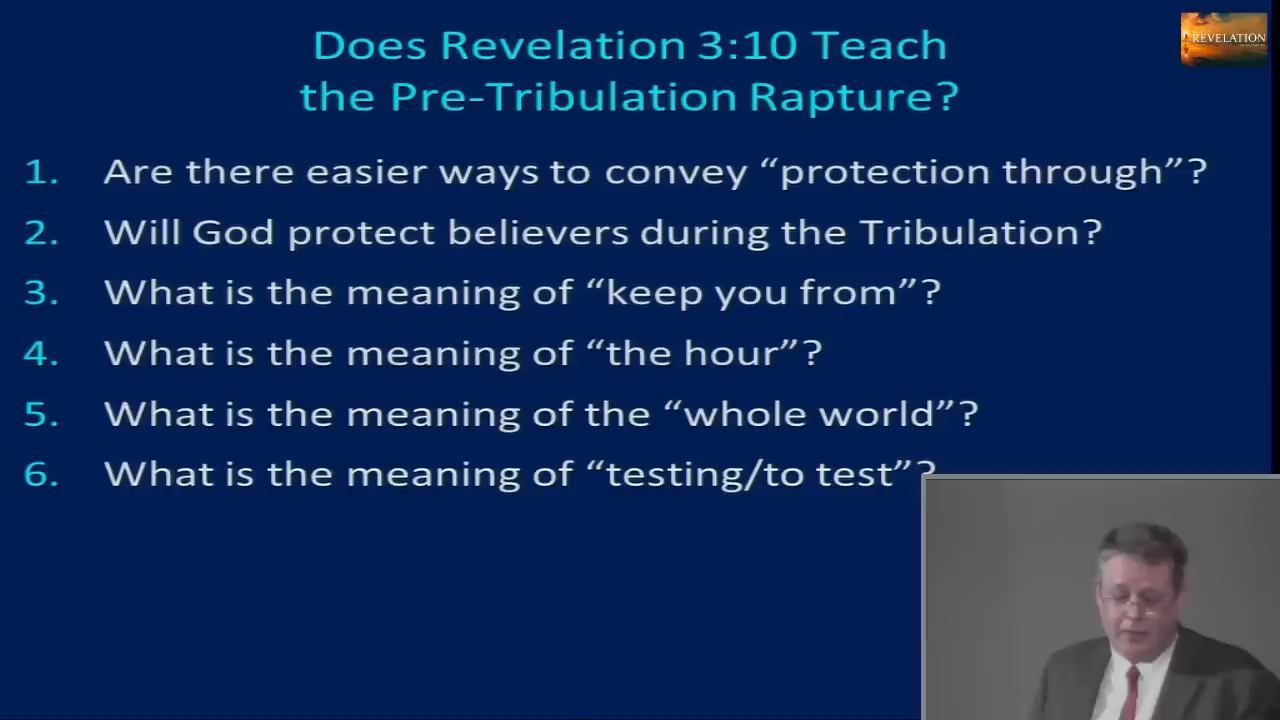 Does Revelation 3:10 Teach
the Pre-Tribulation Rapture?
REVELATION
1. Are there easier ways to convey “protection through”?
2. Will God protect believers during the Tribulation?
3. What is the meaning of “keep you from”?
4. What is the meaning of “the hour”?
5. What is the meaning of the “whole world”?
6. What is the meaning of “testing/to test”?